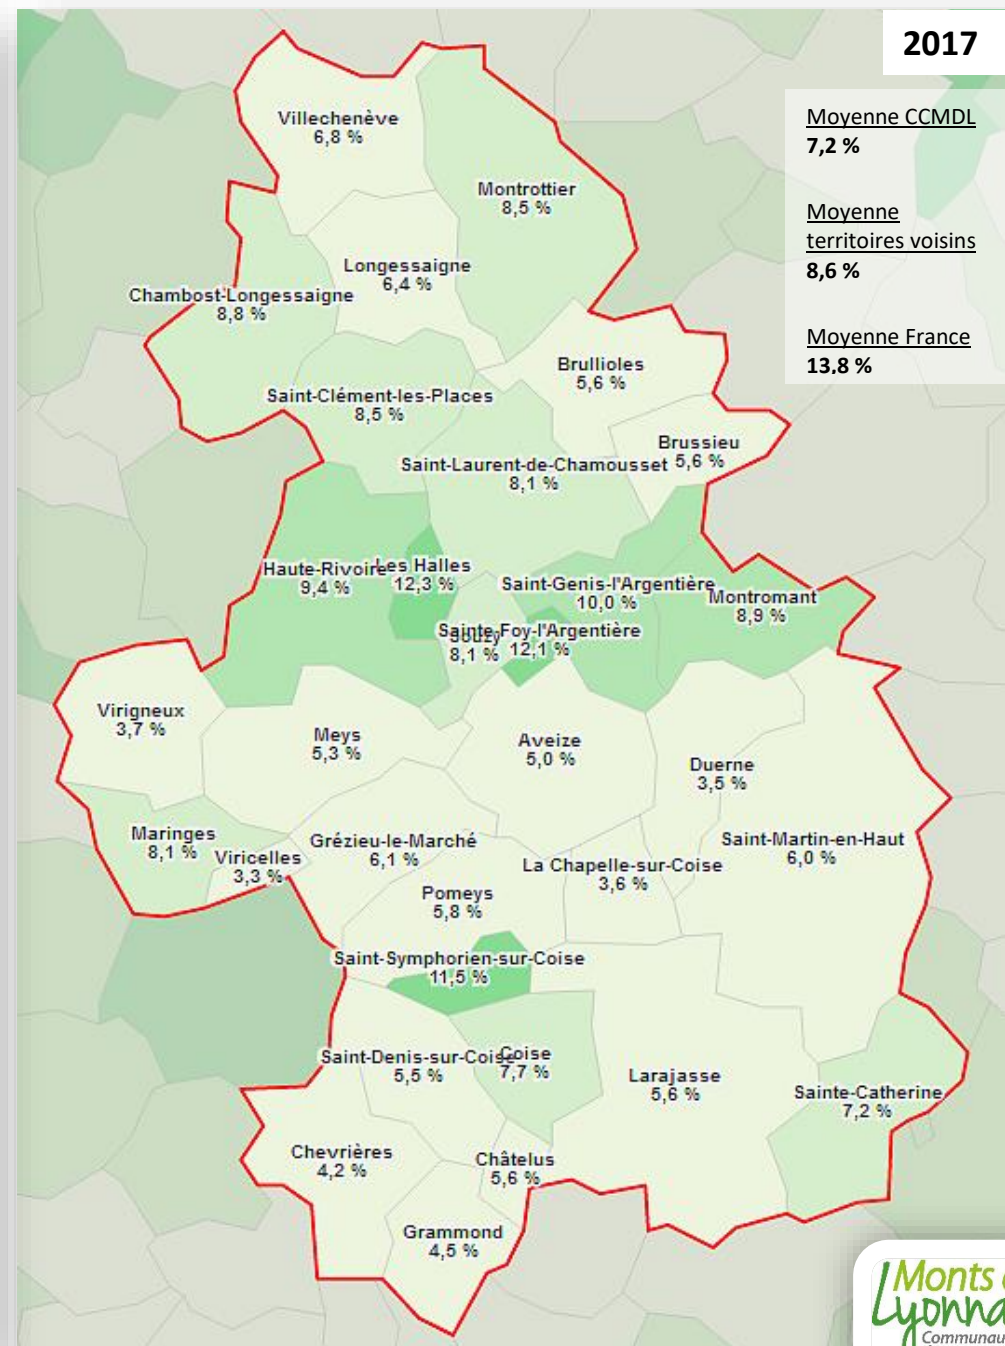 2017
Moyenne CCMDL
7,2 %
Moyenne
territoires voisins
8,6 %
Moyenne France
13,8 %
Villechenève
6,8 %
Montrottier
8,5 %
Longessaigne
6,4 %
Chambost-Longessaigne
8,8 %
Brullioles
5,6 %
Saint-Clément-les-Places
8,5 %
Brussieu
5,6 %
Saint-Laurent-de-Chamousset
8,1 %
Haute-Rivoire
9,4 %
Les Halles
12,3 %
Saint-Genis-l'Argentière
10,0 %
Montromant
8,9 %
Sainte-Foy-l'Argentière
12,1 %
Souzy
8,1 %
Virigneux
3,7 %
Meys
5,3 %
Aveize
5,0 %
Duerne
3,5 %
Maringes
8,1 %
Viricelles
3,3 %
Grézieu-le-Marché
6,1 %
Saint-Martin-en-Haut
6,0 %
La Chapelle-sur-Coise
3,6 %
Pomeys
5,8 %
Saint-Symphorien-sur-Coise
11,5 %
Saint-Denis-sur-Coise
5,5 %
Coise
7,7 %
Larajasse
5,6 %
Sainte-Catherine
7,2 %
Chevrières
4,2 %
Châtelus
5,6 %
Grammond
4,5 %
Monts
Lyonna
Communau